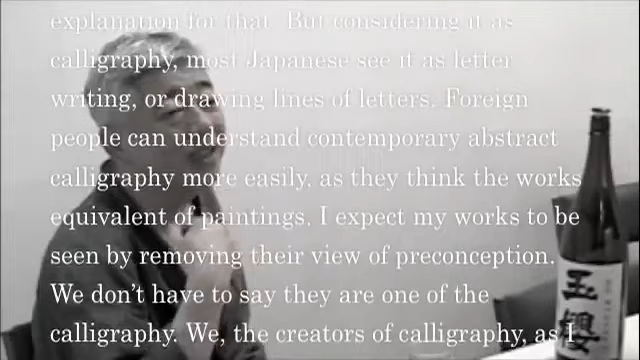 explanation for that. But considering it as
calligraphy, most Japanese see it as letter
writing, or drawing lines of letters. Foreign
people can understand contemporary abstract
calligraphy more easily, as they think the works
equivalent of paintings. I expect my works to be
seen by removing their view of preconception.
We don't have to say they are one of the
calligraphy. We, the creators of calligraphy, as I
玉
櫻